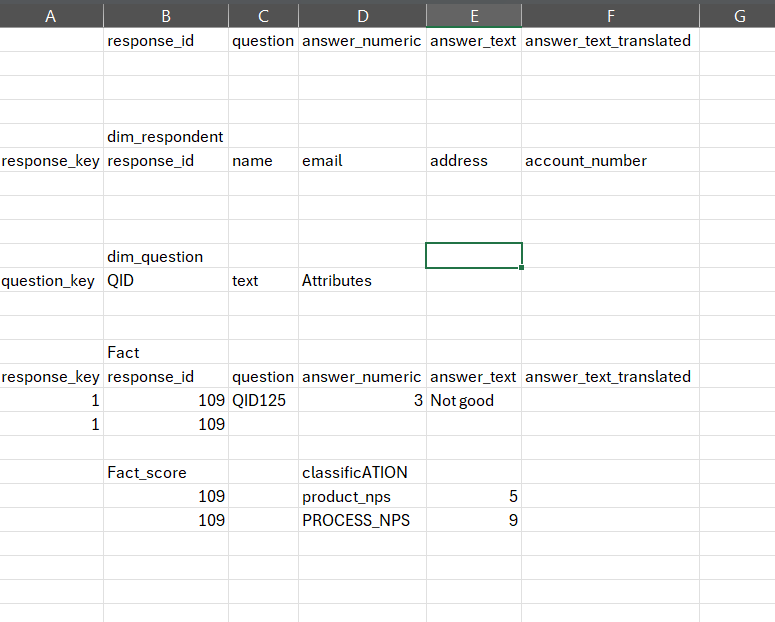 A B C D E F G
response_id question answer_numeric answer_text answer_text_translated
dim_respondent
response_key response_id name email address account_number
dim_question
question_key QID text Attributes
Fact
response_key response_id question answer_numeric answer_text answer_text_translated
1 109 QID125 3 Not good
1 109
Fact_score classificATION
109 product_nps 5
109 PROCESS_NPS 9